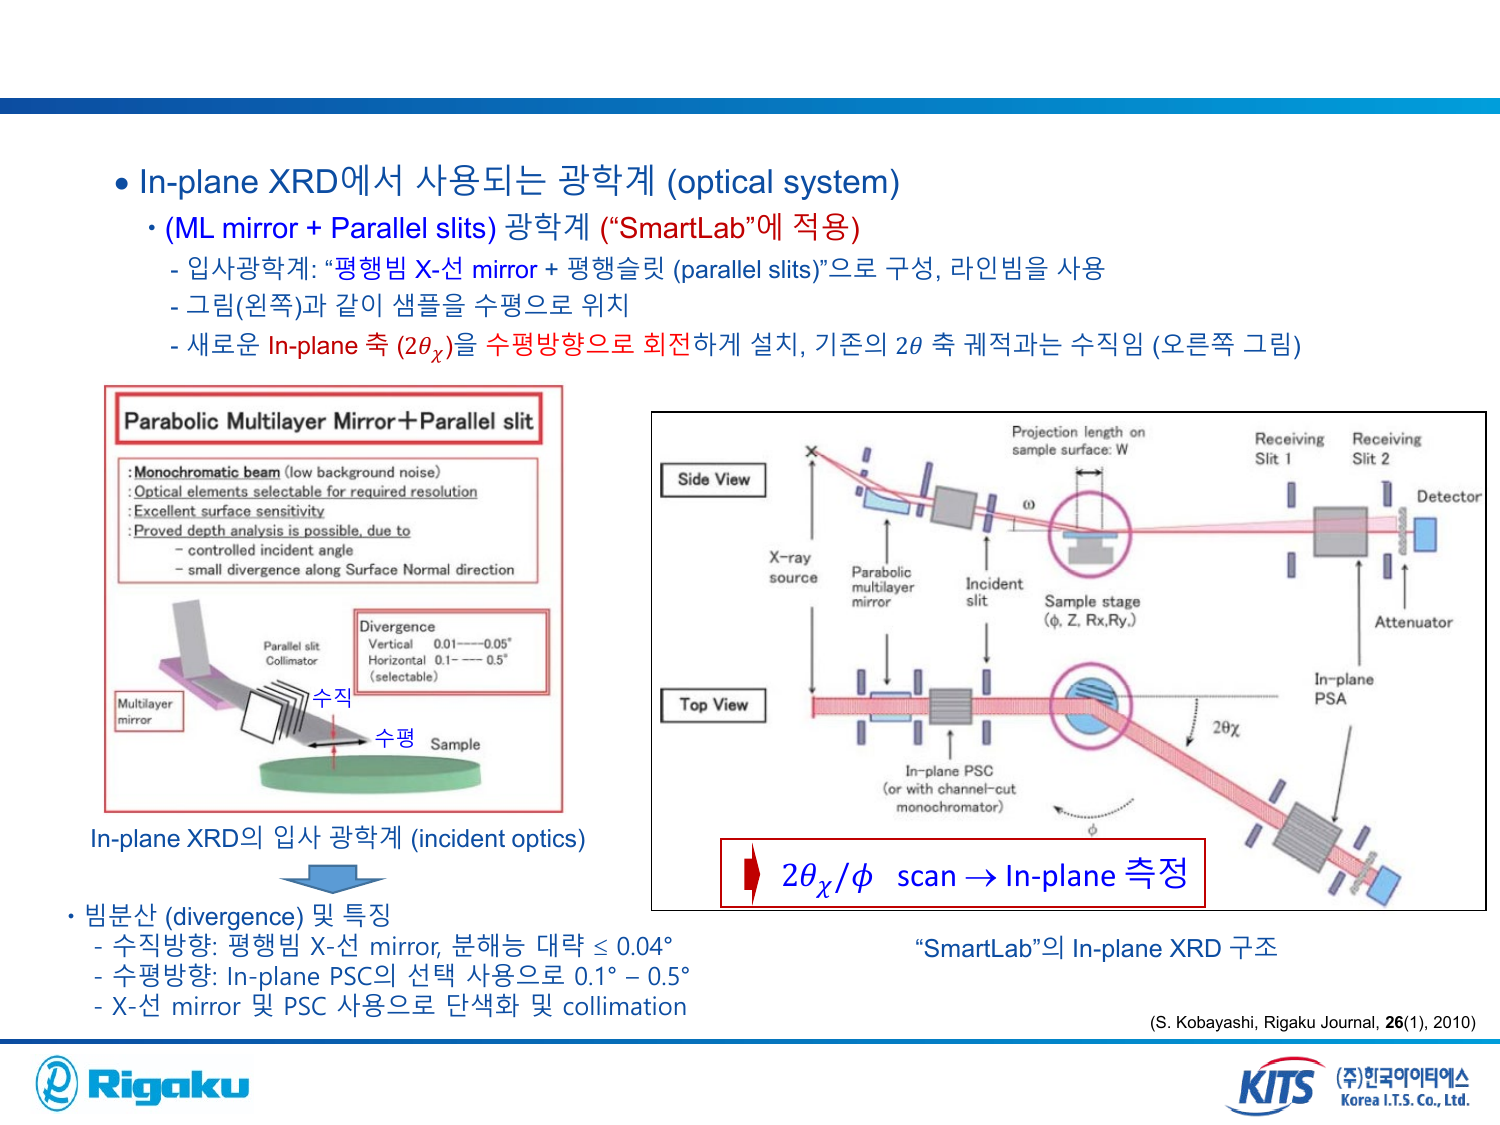 • In-plane XRD에서 사용되는 광학계 (optical system)
・(ML mirror + Parallel slits) 광학계 (“SmartLab”에 적용)
- 입사광학계: “평행빔 X-선 mirror + 평행슬릿 (parallel slits)”으로 구성, 라인빔을 사용
- 그림(왼쪽)과 같이 샘플을 수평으로 위치
- 새로운 In-plane 축 (2θχ)을 수평방향으로 회전하게 설치, 기존의 2θ 축 궤적과는 수직임 (오른쪽 그림)
Parabolic Multilayer Mirror+Parallel slit
:Monochromatic beam (low background noise)
:Optical elements selectable for required resolution
:Excellent surface sensitivity
:Proved depth analysis is possible, due to
- controlled incident angle
- small divergence along Surface Normal direction
Divergence
Vertical 0.01----0.05°
Horizontal 0.1- --- 0.5°
(selectable)
Parallel slit
Collimator
Multilayer
mirror
수직
수평
Sample
In-plane XRD의 입사 광학계 (incident optics)
・빔분산 (divergence) 및 특징
- 수직방향: 평행빔 X-선 mirror, 분해능 대략 ≤ 0.04°
- 수평방향: In-plane PSC의 선택 사용으로 0.1° – 0.5°
- X-선 mirror 및 PSC 사용으로 단색화 및 collimation
Side View
Projection length on
sample surface: W
Receiving
Slit 1
Receiving
Slit 2
Detector
ω
X-ray
source
Parabolic
multilayer
mirror
Incident
slit
Sample stage
(ϕ, Z, Rx,Ry,)
Attenuator
In-plane
PSA
Top View
2θχ
In-plane PSC
(or with channel-cut
monochromator)
ϕ
2θχ/ϕ scan → In-plane 측정
“SmartLab”의 In-plane XRD 구조
(S. Kobayashi, Rigaku Journal, 26(1), 2010)
Rigaku
KITS
(주)한국아이티에스
Korea I.T.S. Co., Ltd.